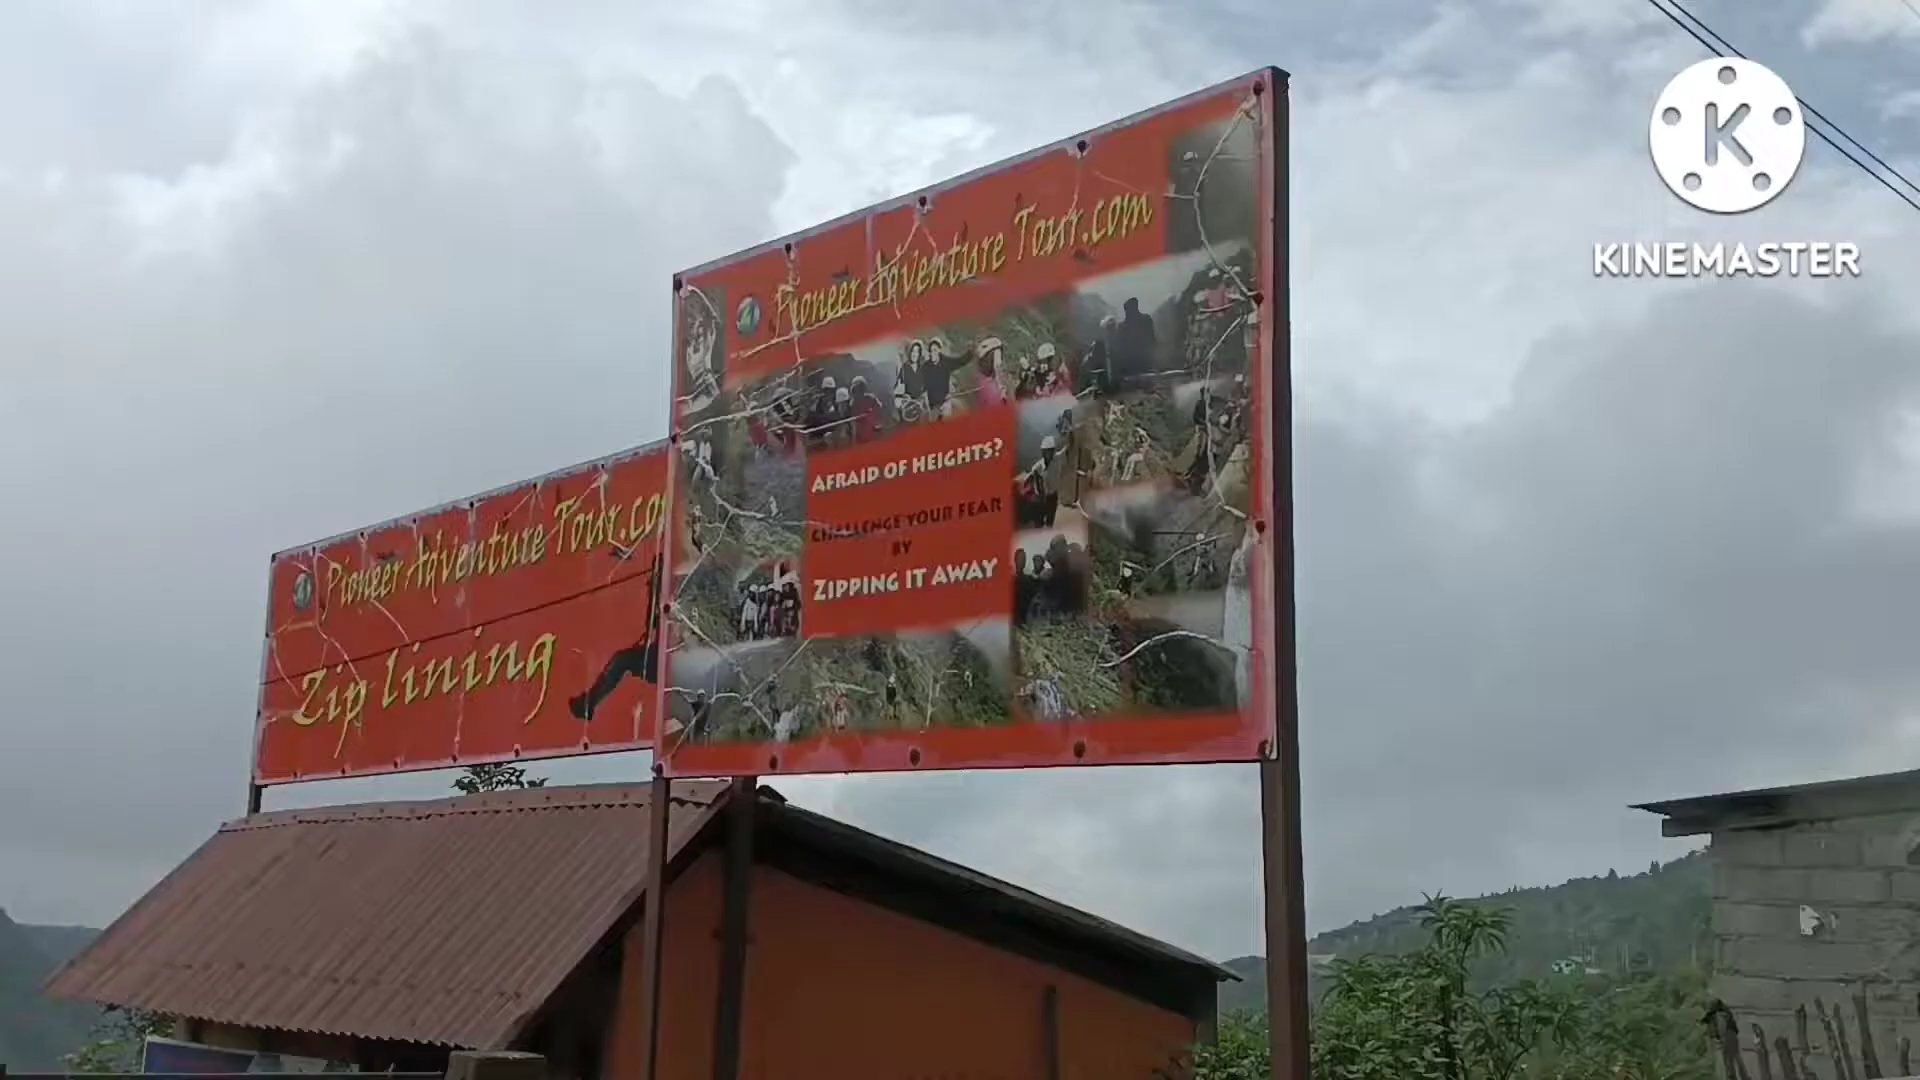 Pioneer Adventure Tour.com
AFRAID OF HEIGHTS?
CHALLENGE YOUR FEAR
BY
ZIPPING IT AWAY
Pioneer Adventure Tour.co
Zip lining
K
KINEMASTER